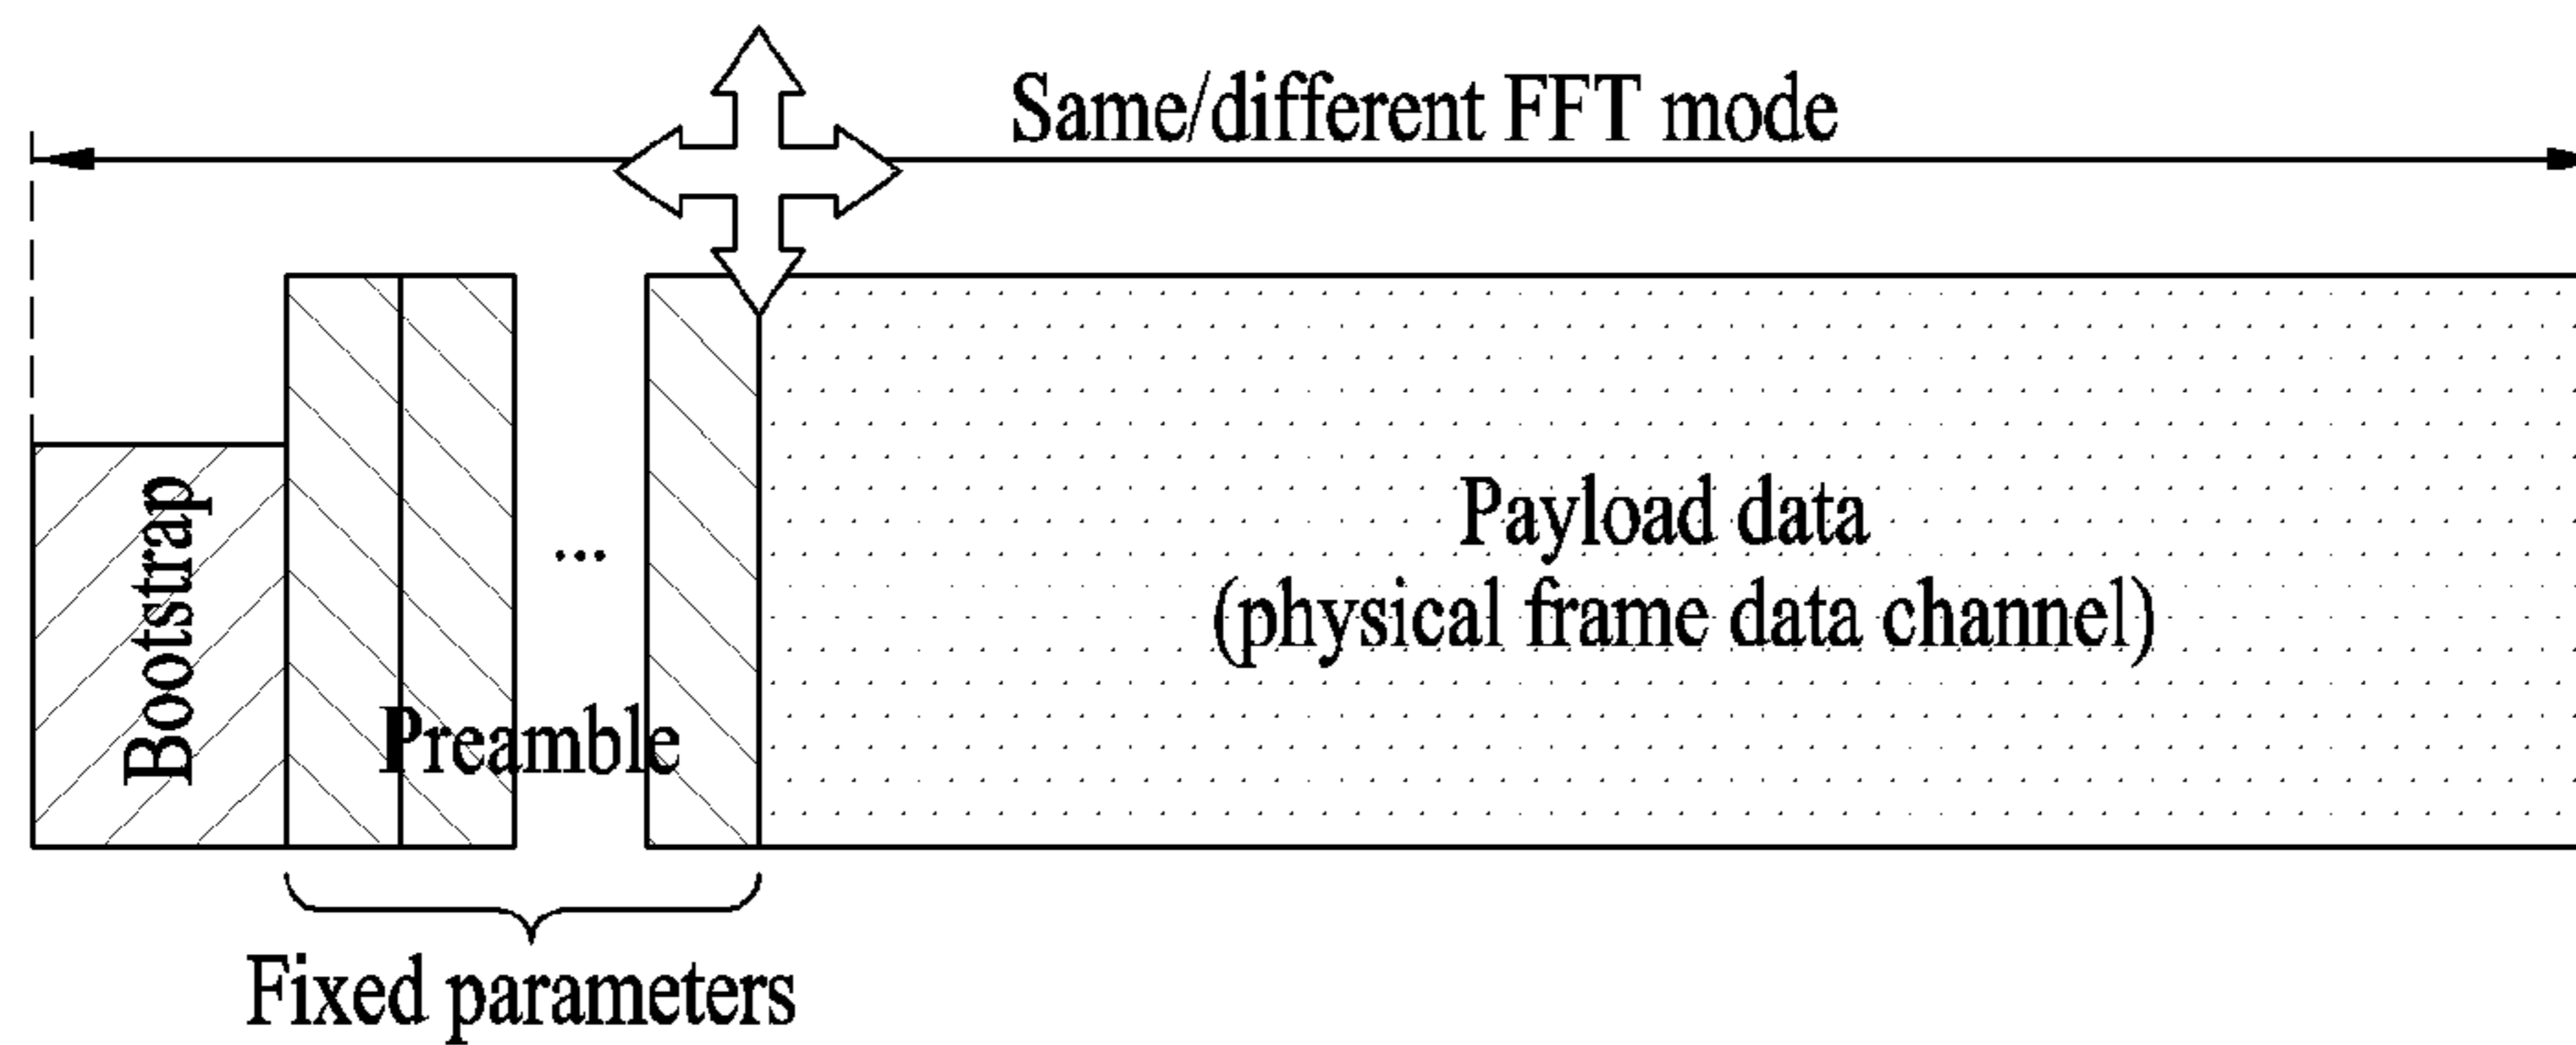 Same/different FFT mode
Bootstrap
Preamble
...
Payload data
(physical frame data channel)
Fixed parameters